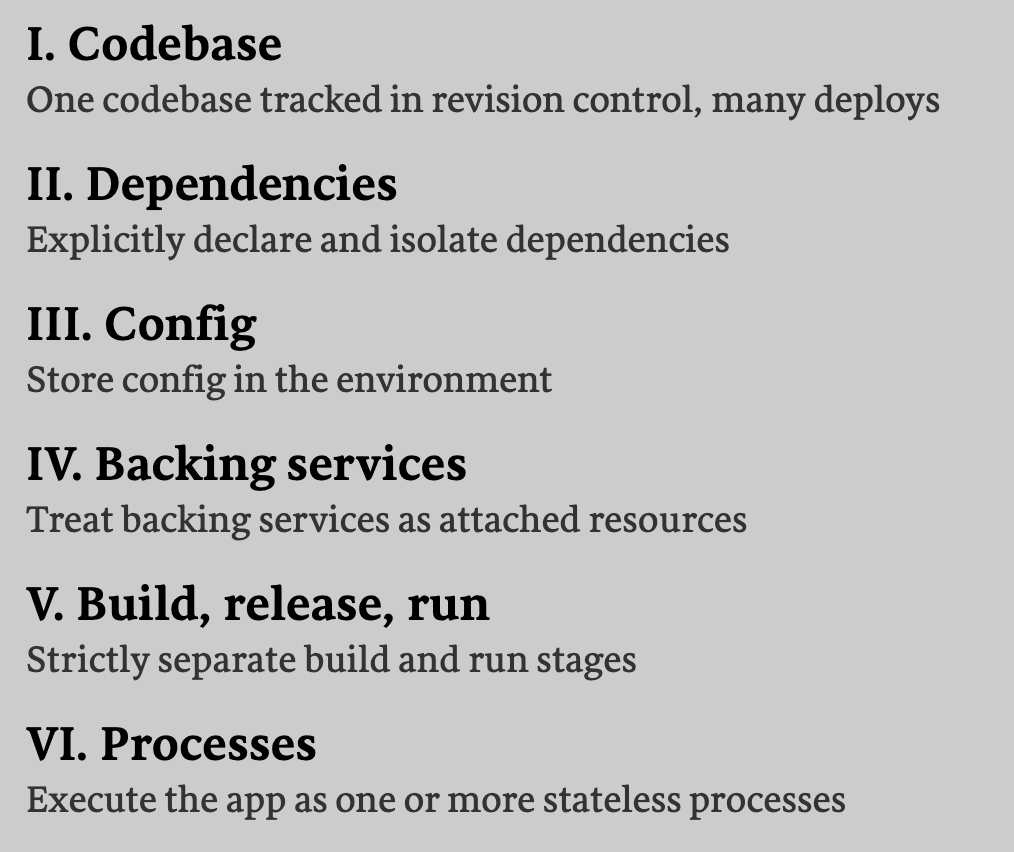 I. Codebase
One codebase tracked in revision control, many deploys
II. Dependencies
Explicitly declare and isolate dependencies
III. Config
Store config in the environment
IV. Backing services
Treat backing services as attached resources
V. Build, release, run
Strictly separate build and run stages
VI. Processes
Execute the app as one or more stateless processes